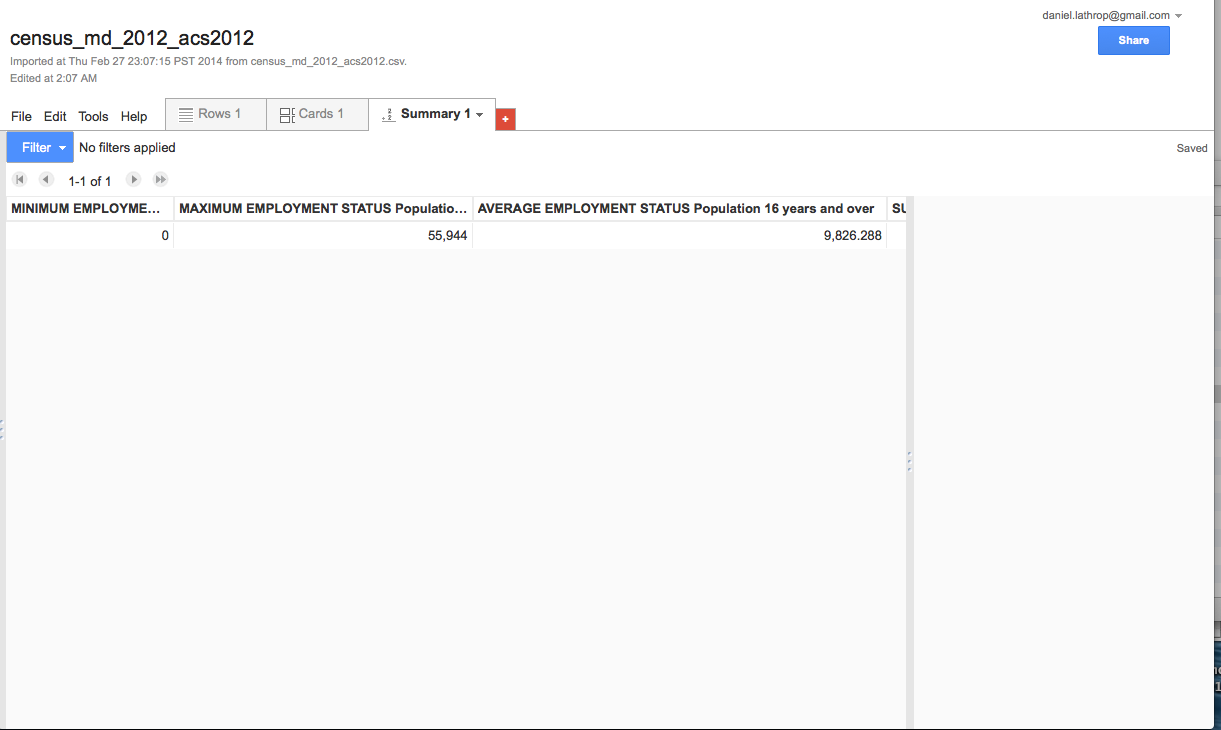 daniel.lathrop@gmail.com
census_md_2012_acs2012
Share
Imported at Thu Feb 27 23:07:15 PST 2014 from census_md_2012_acs2012.csv.
Edited at 2:07 AM
File Edit Tools Help Rows 1 Cards 1 Summary 1 +
Filter No filters applied Saved
1-1 of 1
MINIMUM EMPLOYME... MAXIMUM EMPLOYMENT STATUS Populatio... AVERAGE EMPLOYMENT STATUS Population 16 years and over SU
0 55,944 9,826.288